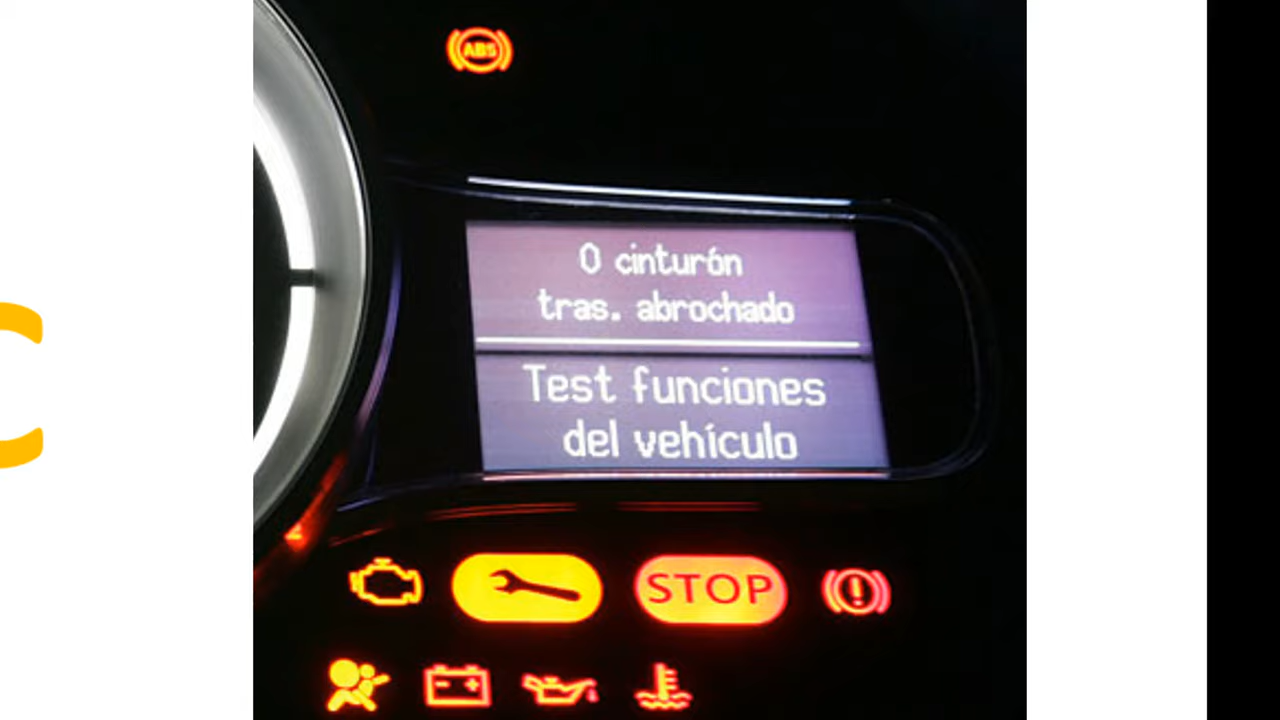 ABS
0 cinturón
tras. abrochado
Test funciones
del vehículo
STOP